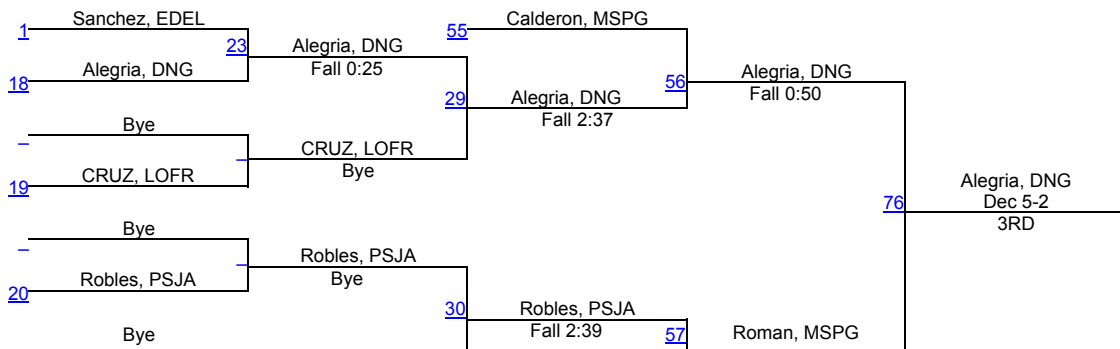 Sanchez, EDEL
1
Alegria, DNG
18
23
Alegria, DNG
Fall 0:25
Bye
–
CRUZ, LOFR
19
–
CRUZ, LOFR
Bye
Bye
–
Robles, PSJA
20
–
Robles, PSJA
Bye
Bye
Calderon, MSPG
55
29
Alegria, DNG
Fall 2:37
30
Robles, PSJA
Fall 2:39
56
Alegria, DNG
Fall 0:50
57
Roman, MSPG
76
Alegria, DNG
Dec 5-2
3RD